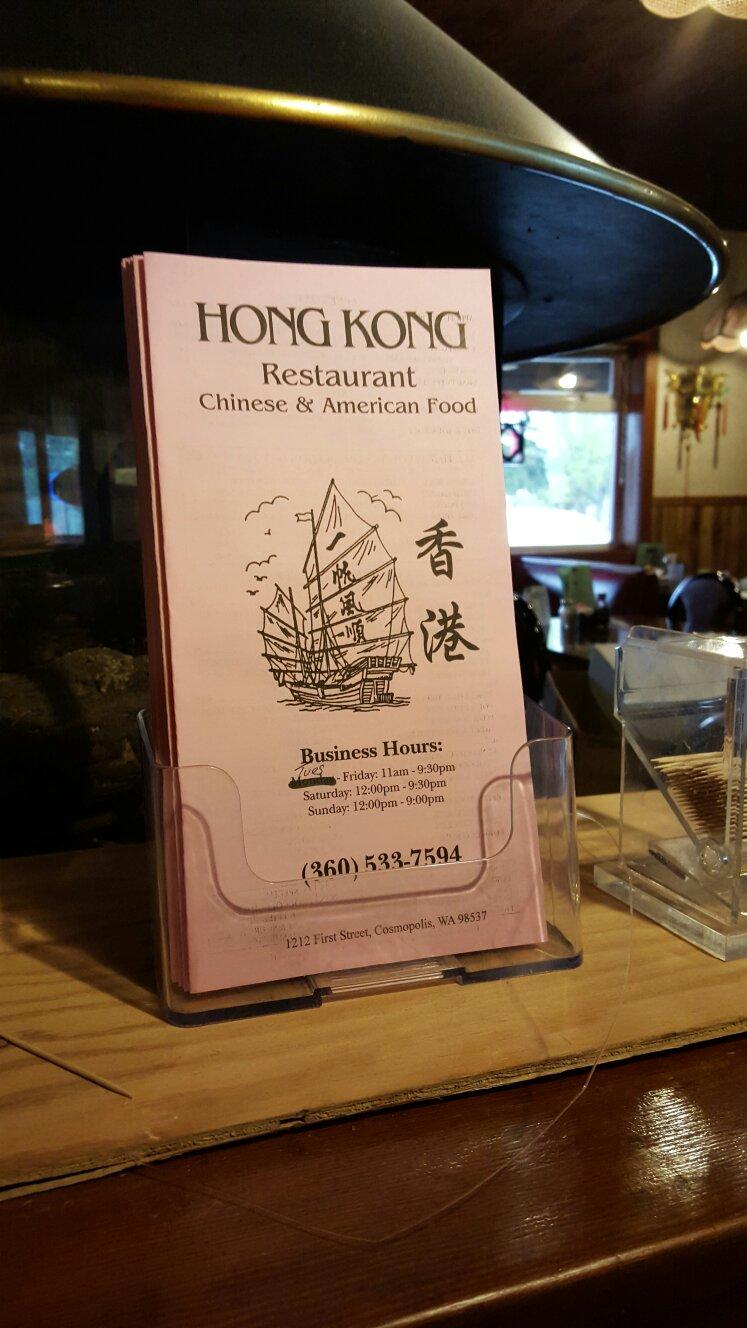 HONG KONG
Restaurant
Chinese & American Food
一
帆
風
順
香
港
Business Hours:
Tues
- Friday: 11am - 9:30pm
Saturday: 12:00pm - 9:30pm
Sunday: 12:00pm - 9:00pm
(360) 533-7594
1212 First Street, Cosmopolis, WA 98537